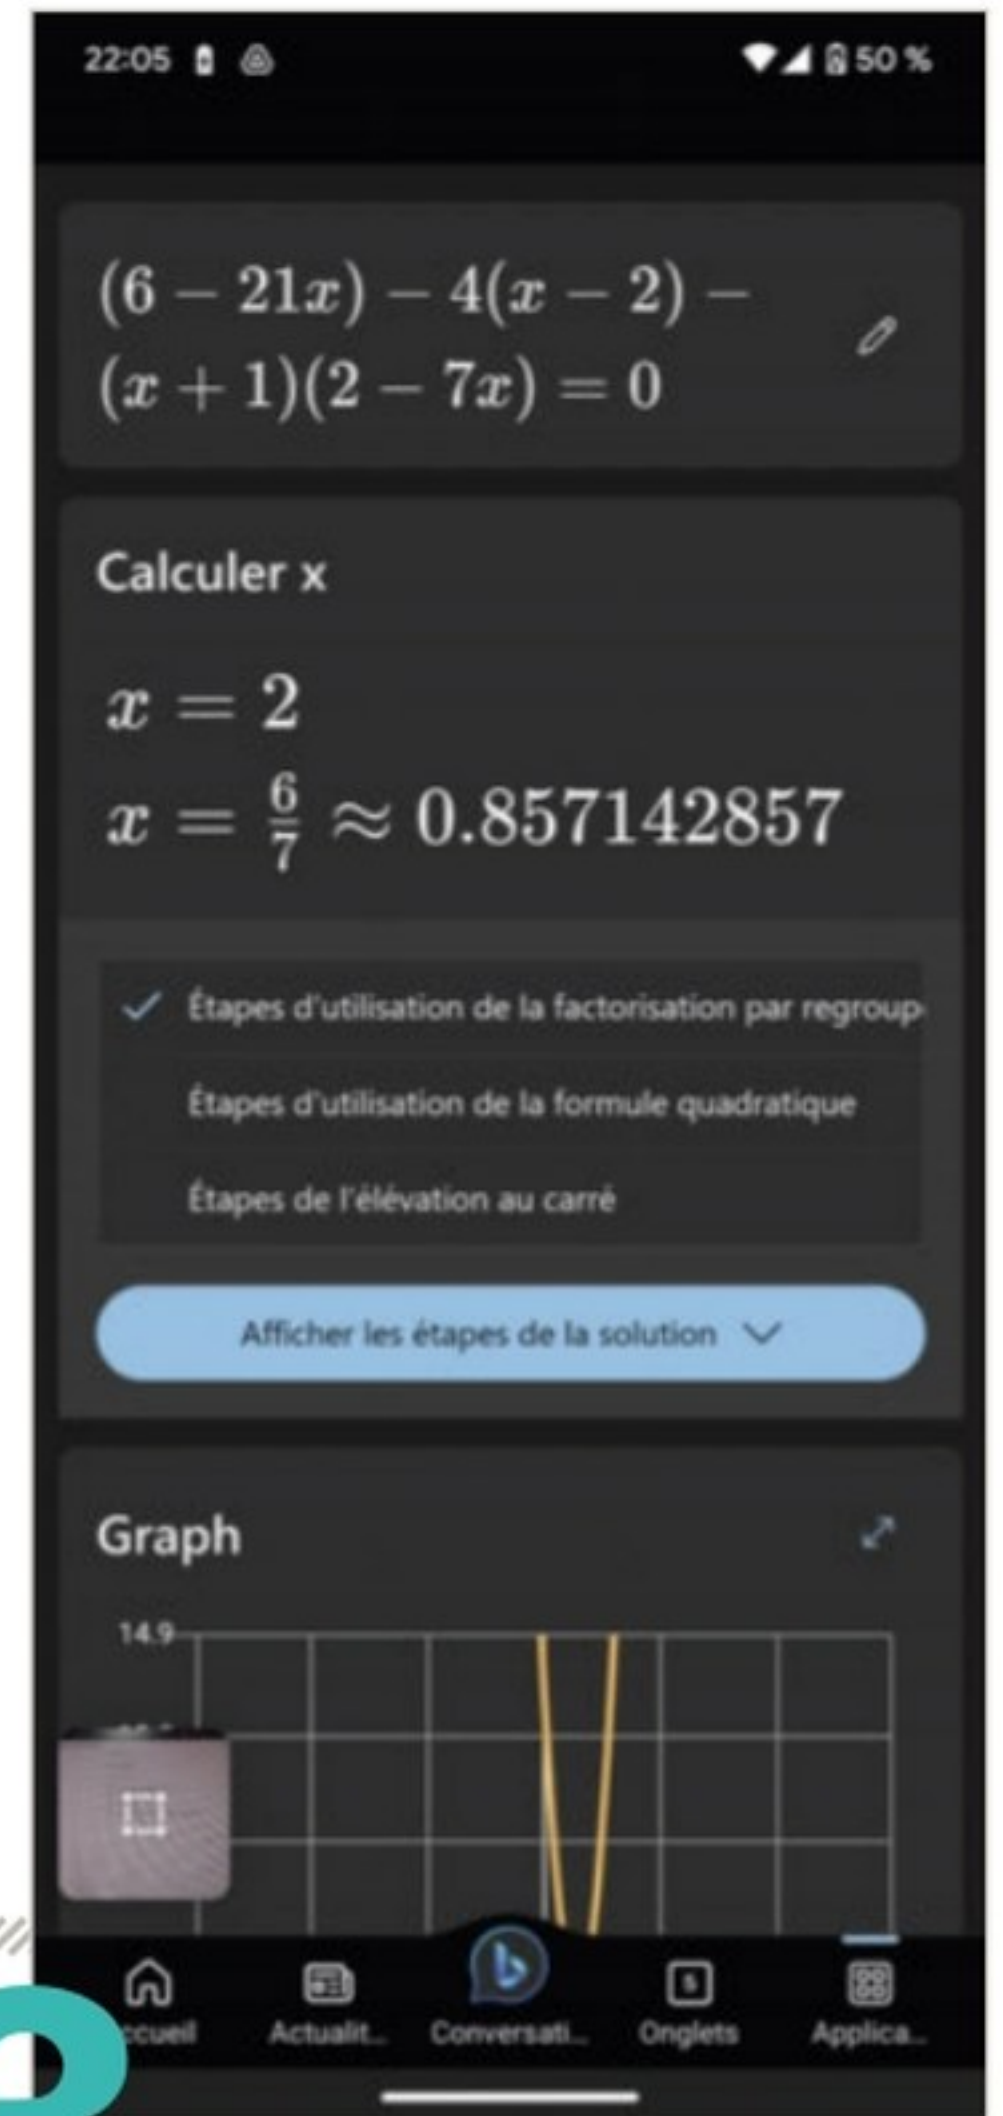 22:05 50 %
(6 − 21x) − 4(x − 2) −
(x + 1)(2 − 7x) = 0
Calculer x
x = 2
x = 6/7 ≈ 0.857142857
Étapes d'utilisation de la factorisation par regroup
Étapes d'utilisation de la formule quadratique
Étapes de l'élévation au carré
Afficher les étapes de la solution
Graph
14.9
ccueil Actualit... Conversati... Onglets Applica...